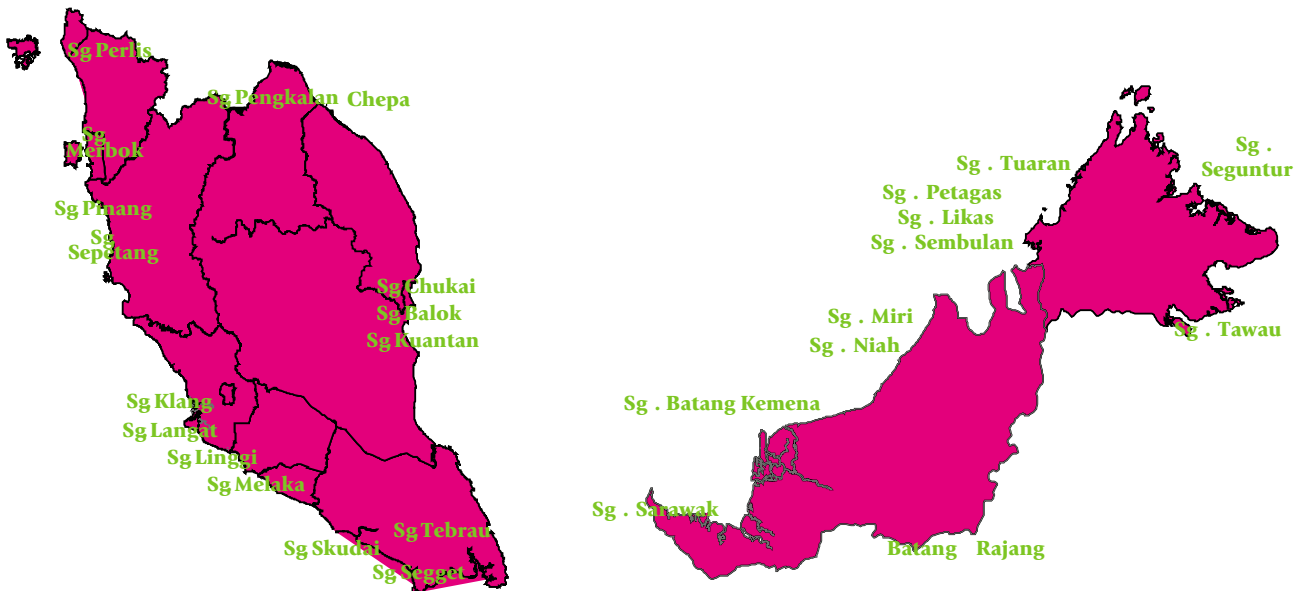 Sg Perlis
Sg Pengkalan Chepa
Sg
Merbok
Sg Pinang
Sg
Sepetang
Sg Chukai
Sg Balok
Sg Kuantan
Sg Klang
Sg Langat
Sg Linggi
Sg Melaka
Sg Tebrau
Sg Skudai
Sg Segget
Sg . Tuaran
Sg .
Seguntur
Sg . Petagas
Sg . Likas
Sg . Sembulan
Sg . Miri
Sg . Tawau
Sg . Niah
Sg . Batang Kemena
Sg . Sarawak
Batang Rajang